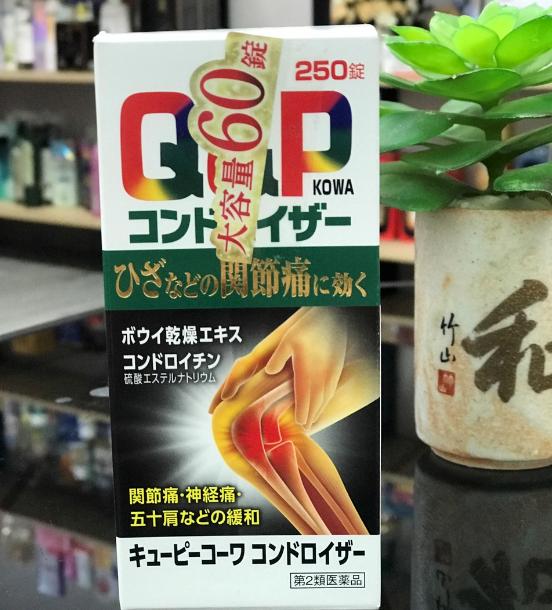 250錠
大容量60錠
Q&P
KOWA
コンドロイザー
ひざなどの関節痛に効く
ボウイ乾燥エキス
コンドロイチン
硫酸エステルナトリウム
関節痛・神経痛・
五十肩などの緩和
キューピーコーワ コンドロイザー
第2類医薬品
竹山
和